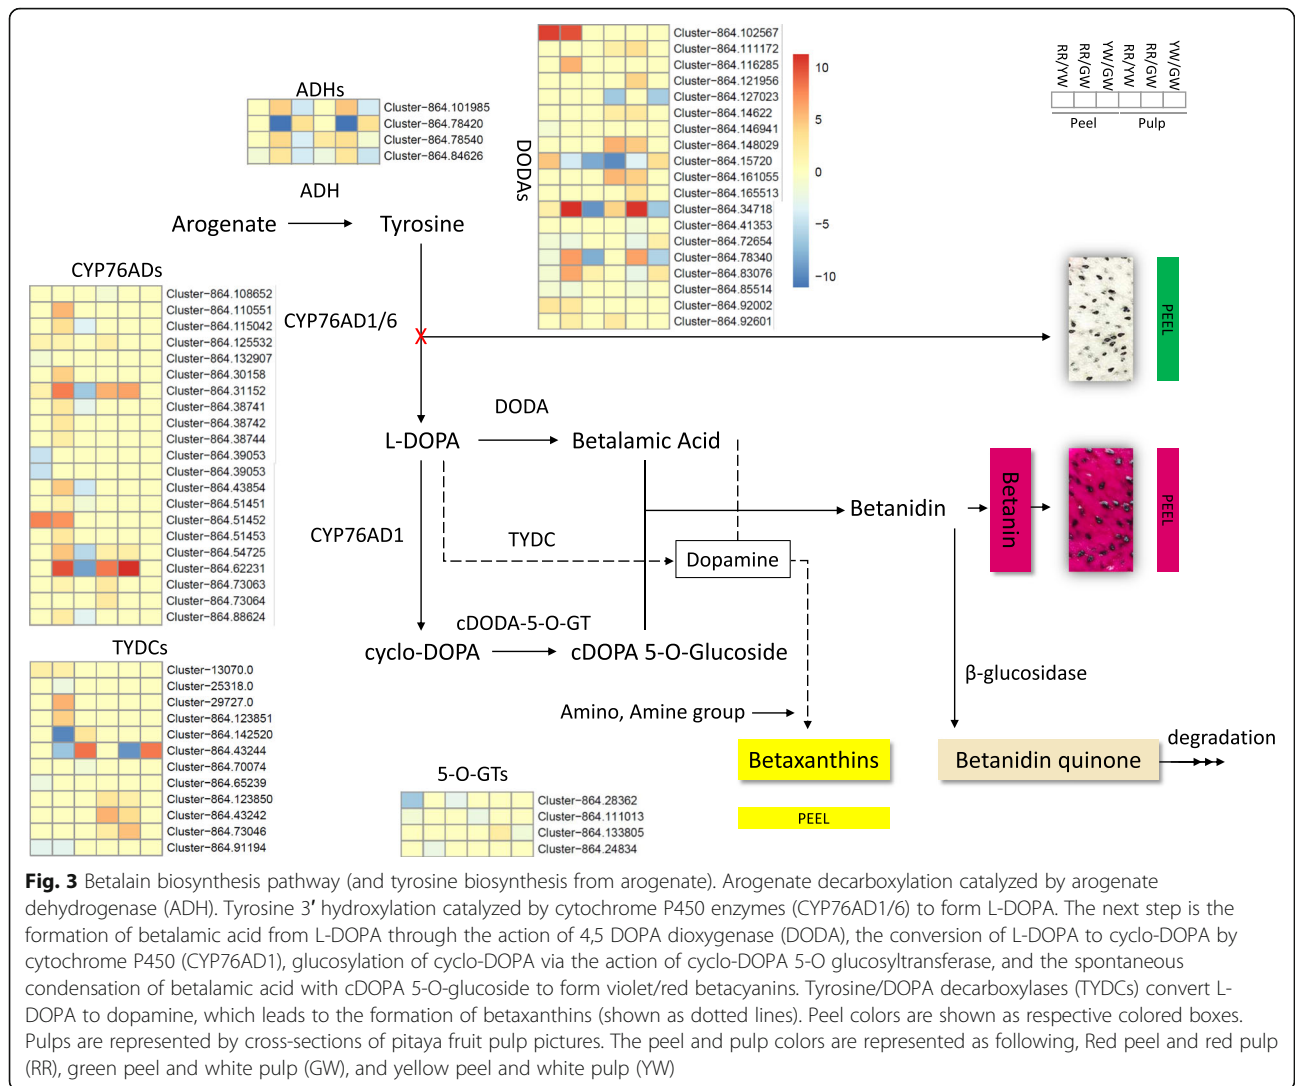 ADHs
Cluster−864.101985
Cluster−864.78420
Cluster−864.78540
Cluster−864.84626
DODAs
Cluster−864.102567
Cluster−864.111172
Cluster−864.116285
Cluster−864.121956
Cluster−864.127023
Cluster−864.14622
Cluster−864.146941
Cluster−864.148029
Cluster−864.15720
Cluster−864.161055
Cluster−864.165513
Cluster−864.34718
Cluster−864.41353
Cluster−864.72654
Cluster−864.78340
Cluster−864.83076
Cluster−864.85514
Cluster−864.92002
Cluster−864.92601
10
5
0
−5
−10
RR/YW
RR/GW
YW/GW
RR/YW
RR/GW
YW/GW
Peel
Pulp
ADH
Arogenate
Tyrosine
CYP76ADs
Cluster−864.108652
Cluster−864.110551
Cluster−864.115042
Cluster−864.125532
Cluster−864.132907
Cluster−864.30158
Cluster−864.31152
Cluster−864.38741
Cluster−864.38742
Cluster−864.38744
Cluster−864.39053
Cluster−864.39053
Cluster−864.43854
Cluster−864.51451
Cluster−864.51452
Cluster−864.51453
Cluster−864.54725
Cluster−864.62231
Cluster−864.73063
Cluster−864.73064
Cluster−864.88624
CYP76AD1/6
X
PEEL
DODA
L-DOPA
Betalamic Acid
CYP76AD1
TYDC
Dopamine
Betanidin
Betanin
PEEL
cDODA-5-O-GT
cyclo-DOPA
cDOPA 5-O-Glucoside
β-glucosidase
Amino, Amine group
Betaxanthins
Betanidin quinone
degradation
PEEL
TYDCs
Cluster−13070.0
Cluster−25318.0
Cluster−29727.0
Cluster−864.123851
Cluster−864.142520
Cluster−864.43244
Cluster−864.70074
Cluster−864.65239
Cluster−864.123850
Cluster−864.43242
Cluster−864.73046
Cluster−864.91194
5-O-GTs
Cluster−864.28362
Cluster−864.111013
Cluster−864.133805
Cluster−864.24834
Fig. 3 Betalain biosynthesis pathway (and tyrosine biosynthesis from arogenate). Arogenate decarboxylation catalyzed by arogenate
dehydrogenase (ADH). Tyrosine 3′ hydroxylation catalyzed by cytochrome P450 enzymes (CYP76AD1/6) to form L-DOPA. The next step is the
formation of betalamic acid from L-DOPA through the action of 4,5 DOPA dioxygenase (DODA), the conversion of L-DOPA to cyclo-DOPA by
cytochrome P450 (CYP76AD1), glucosylation of cyclo-DOPA via the action of cyclo-DOPA 5-O glucosyltransferase, and the spontaneous
condensation of betalamic acid with cDOPA 5-O-glucoside to form violet/red betacyanins. Tyrosine/DOPA decarboxylases (TYDCs) convert L-
DOPA to dopamine, which leads to the formation of betaxanthins (shown as dotted lines). Peel colors are shown as respective colored boxes.
Pulps are represented by cross-sections of pitaya fruit pulp pictures. The peel and pulp colors are represented as following, Red peel and red pulp
(RR), green peel and white pulp (GW), and yellow peel and white pulp (YW)